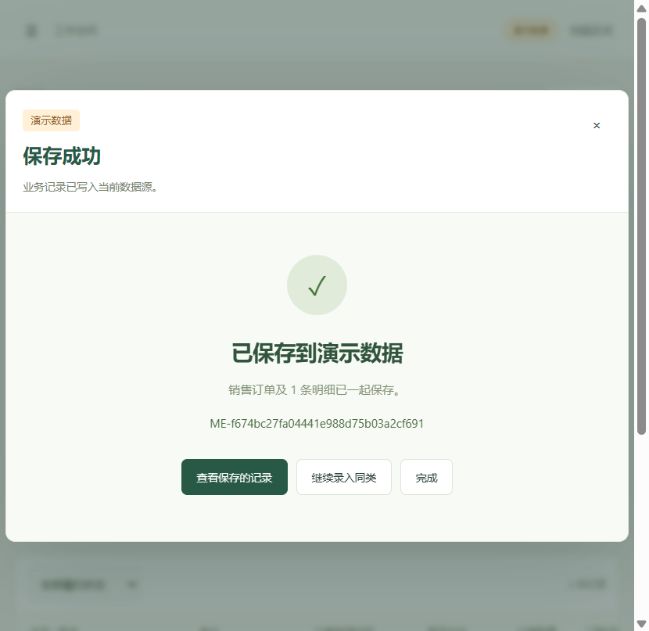 演示数据
×
保存成功
业务记录已写入当前数据源。
✓
已保存到演示数据
销售订单及 1 条明细已一起保存。
ME-f674bc27fa04441e988d75b03a2cf691
查看保存的记录
继续录入同类
完成